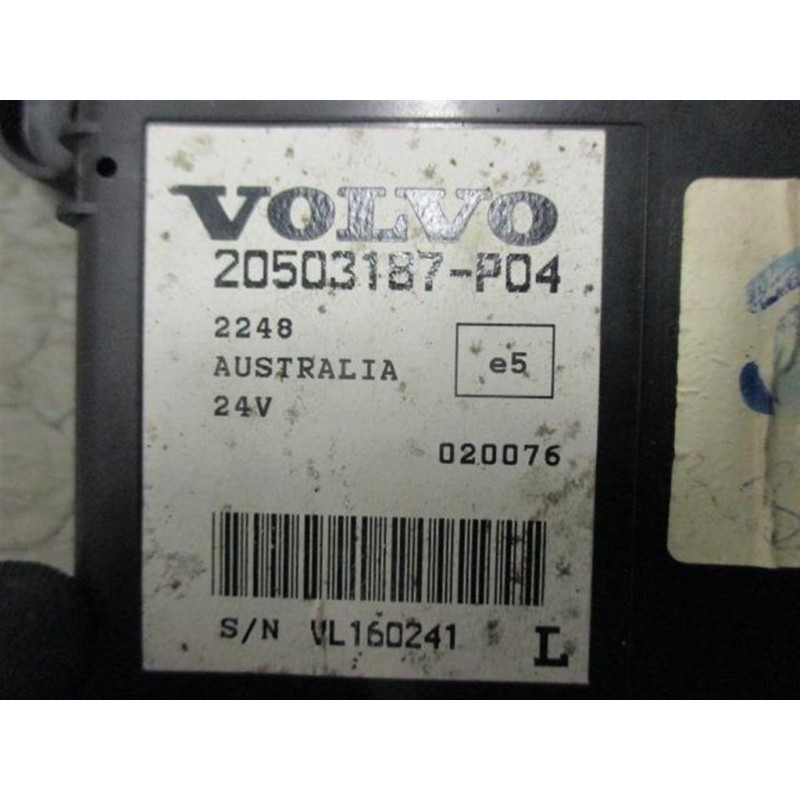 VOLVO
20503187-P04
2248
AUSTRALIA
24V
e5
020076
S/N VL160241
L